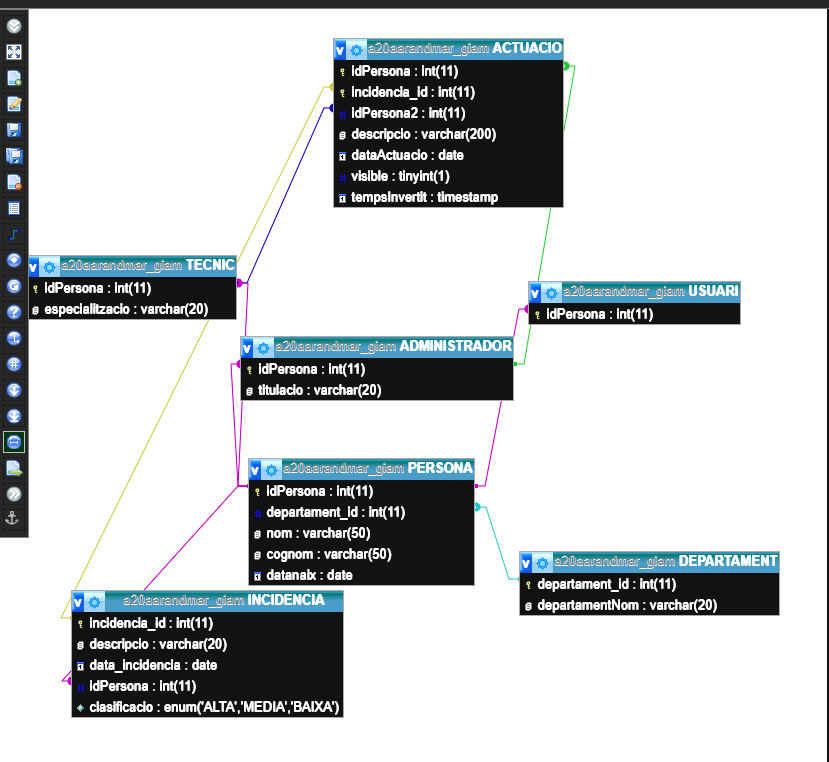 a20aarandmar_giam ACTUACIO
idPersona : int(11)
incidencia_id : int(11)
idPersona2 : int(11)
descripcio : varchar(200)
dataActuacio : date
visible : tinyint(1)
tempsInvertit : timestamp
a20aarandmar_giam TECNIC
idPersona : int(11)
especialitzacio : varchar(20)
a20aarandmar_giam USUARI
idPersona : int(11)
a20aarandmar_giam ADMINISTRADOR
idPersona : int(11)
titulacio : varchar(20)
a20aarandmar_giam PERSONA
idPersona : int(11)
departament_id : int(11)
nom : varchar(50)
cognom : varchar(50)
datanaix : date
a20aarandmar_giam DEPARTAMENT
departament_id : int(11)
departamentNom : varchar(20)
a20aarandmar_giam INCIDENCIA
incidencia_id : int(11)
descripcio : varchar(20)
data_incidencia : date
idPersona : int(11)
clasificacio : enum('ALTA','MEDIA','BAIXA')